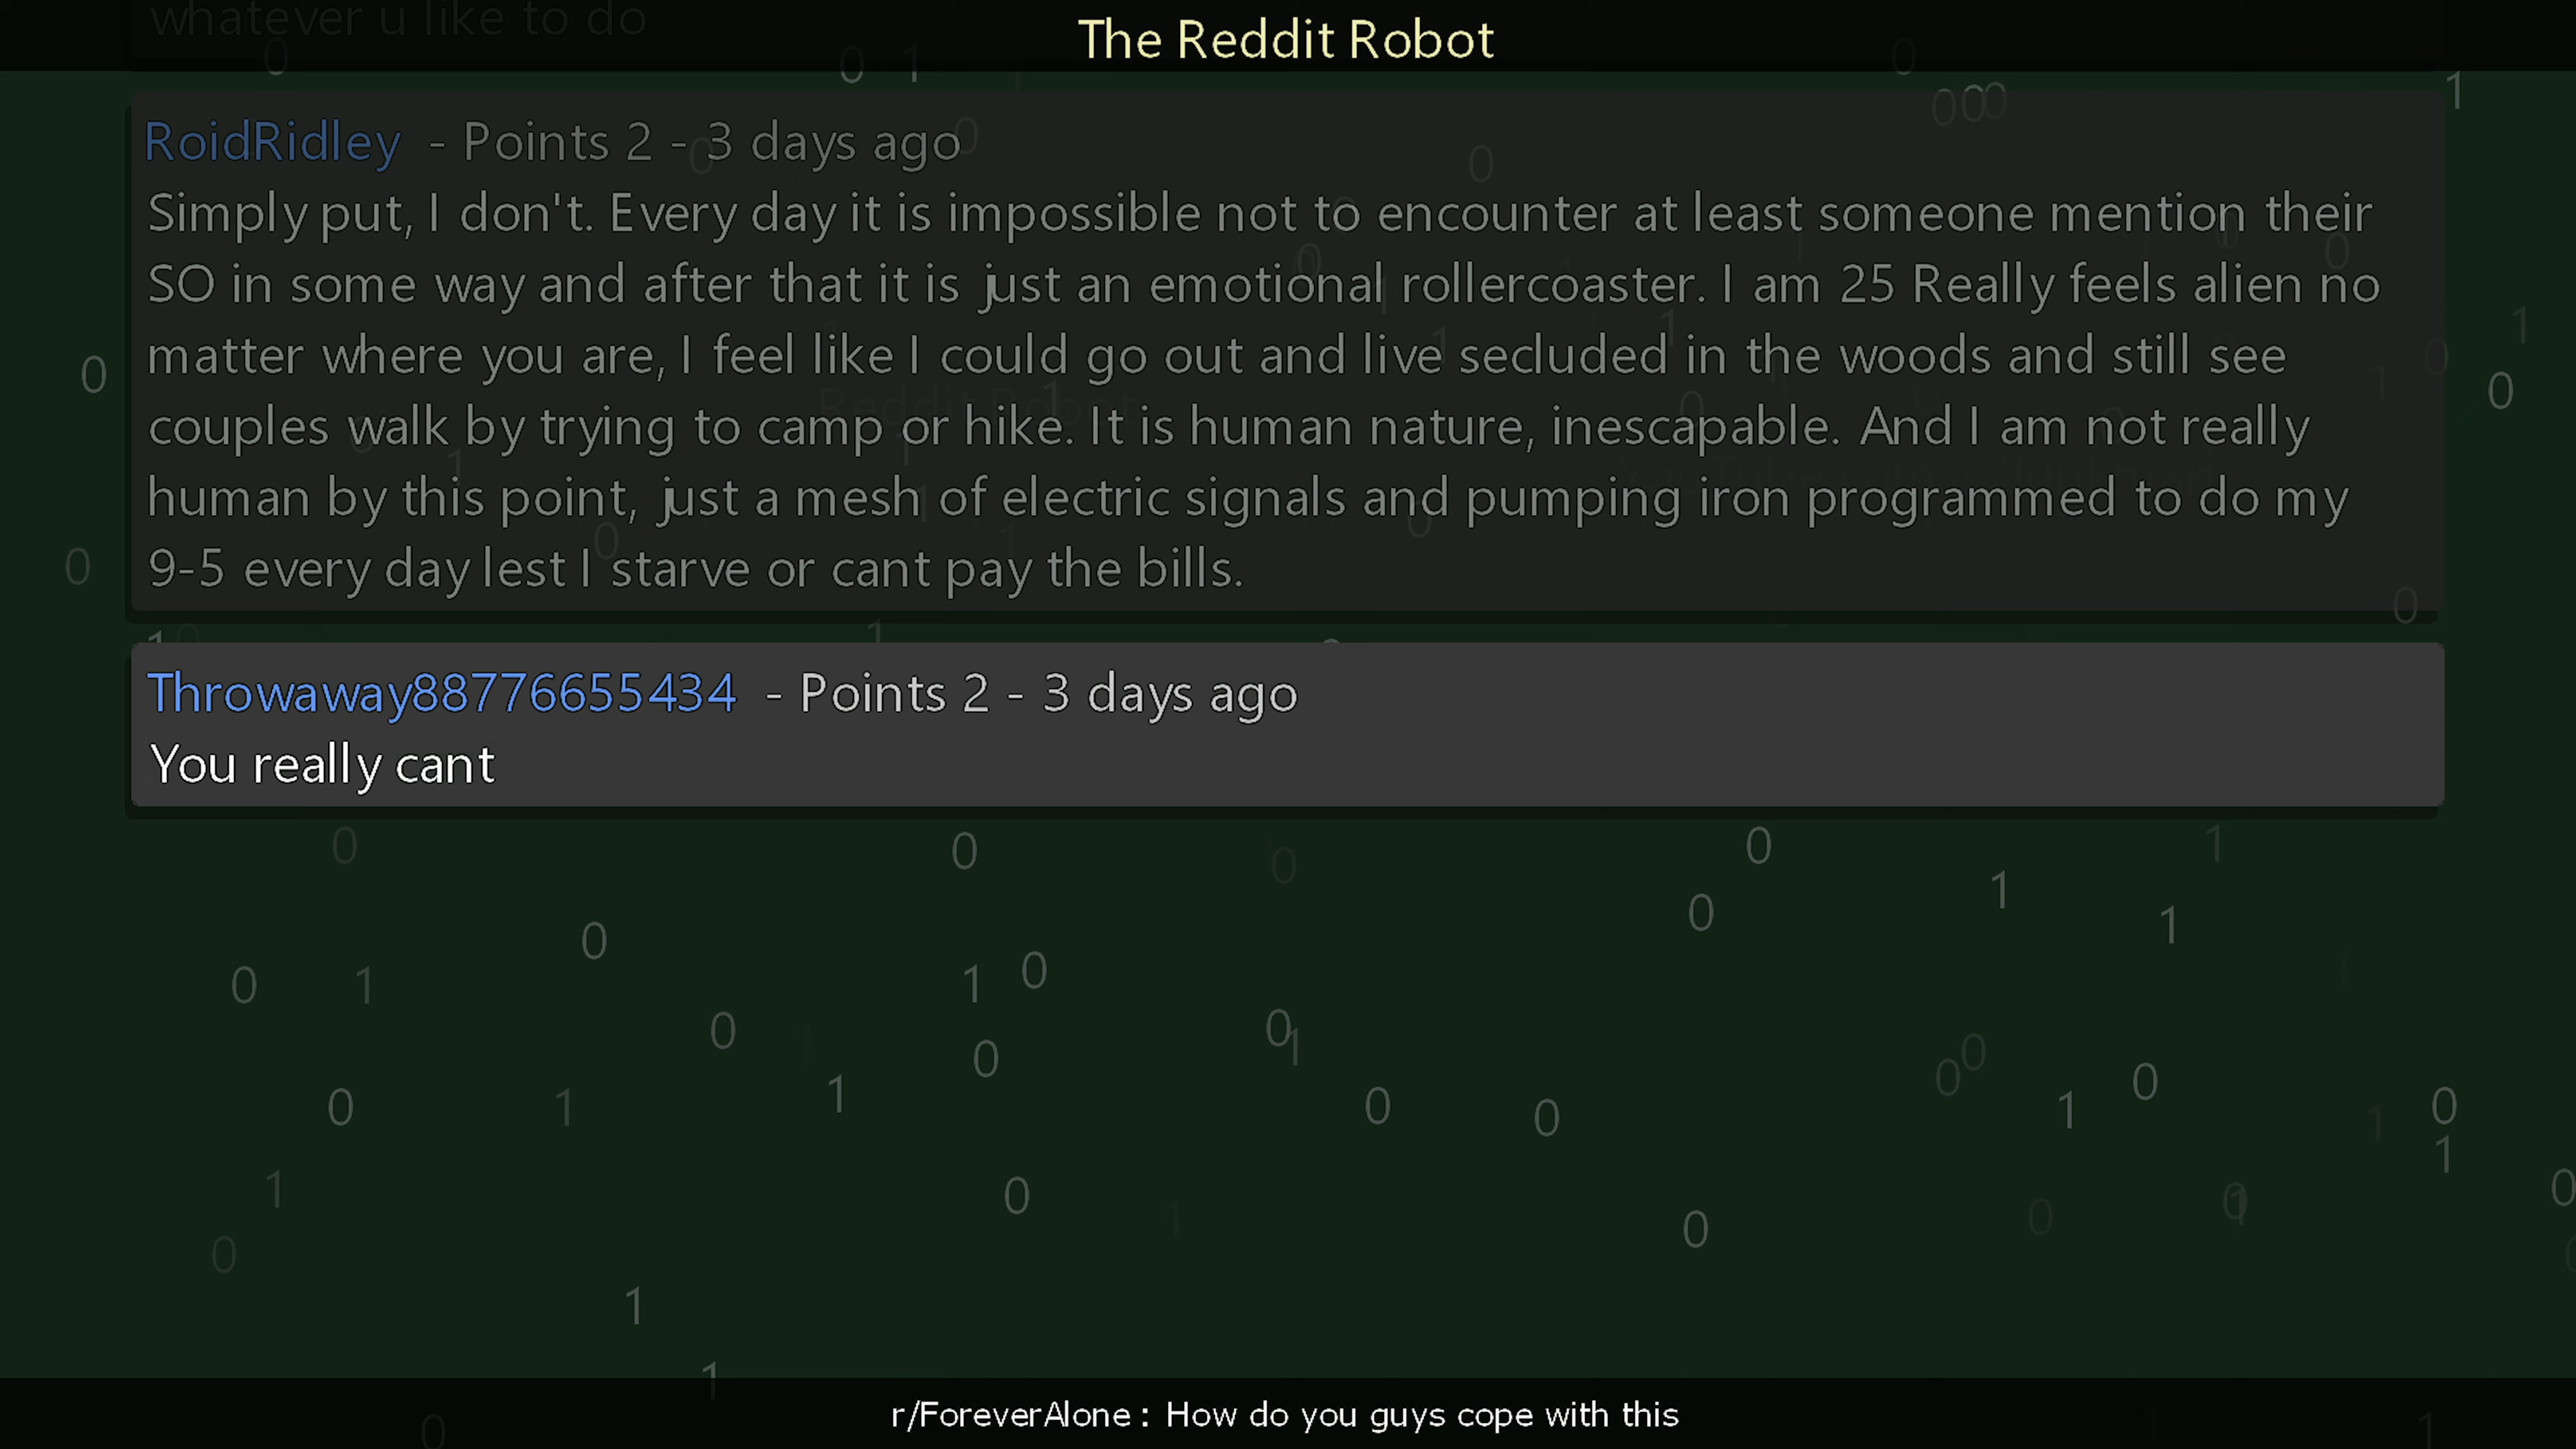 whatever u like to do
The Reddit Robot
RoidRidley - Points 2 - 3 days ago
Simply put, I don't. Every day it is impossible not to encounter at least someone mention their
SO in some way and after that it is just an emotional rollercoaster. I am 25 Really feels alien no
matter where you are, I feel like I could go out and live secluded in the woods and still see
couples walk by trying to camp or hike. It is human nature, inescapable. And I am not really
human by this point, just a mesh of electric signals and pumping iron programmed to do my
9-5 every day lest I starve or cant pay the bills.
Throwaway88776655434 - Points 2 - 3 days ago
You really cant
r/ForeverAlone : How do you guys cope with this